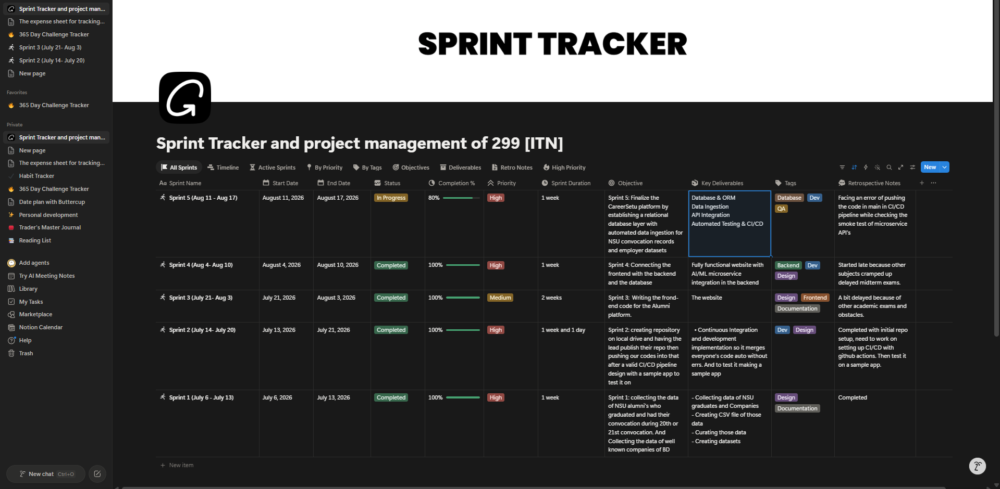 Sprint Tracker and project man...
The expense sheet for tracking...
365 Day Challenge Tracker
Sprint 3 (July 21- Aug 3)
Sprint 2 (July 14- July 20)
New page
Favorites
365 Day Challenge Tracker
Private
Sprint Tracker and project man...
New page
The expense sheet for tracking...
Habit Tracker
365 Day Challenge Tracker
Date plan with Buttercup
Personal development
Trader's Master Journal
Reading List
Add agents
Try AI Meeting Notes
Library
My Tasks
Marketplace
Notion Calendar
Help
Trash
New chat Ctrl+O
SPRINT TRACKER
Sprint Tracker and project management of 299 [ITN]
All Sprints Timeline Active Sprints By Priority By Tags Objectives Deliverables Retro Notes High Priority New
Aa Sprint Name Start Date End Date Status Completion % Priority Sprint Duration Objective Key Deliverables Tags Retrospective Notes
Sprint 5 (Aug 11 - Aug 17) August 11, 2026 August 17, 2026 In Progress 80% High 1 week
Sprint 5: Finalize the
CareerSetu platform by
establishing a relational
database layer with
automated data ingestion for
NSU convocation records
and employer datasets
Database & ORM
Data Ingestion
API Integration
Automated Testing & CI/CD
Database Dev
QA
Facing an error of pushing
the code in main in CI/CD
pipeline while checking the
smoke test of microservice
API's
Sprint 4 (Aug 4- Aug 10) August 4, 2026 August 10, 2026 Completed 100% High 1 week
Sprint 4: Connecting the
frontend with the backend
and the database
Fully functional website with
AI/ML microservice
integration in the backend
Backend Dev
Design
Started late because other
subjects cramped up
delayed midterm exams.
Sprint 3 (July 21- Aug 3) July 21, 2026 August 3, 2026 Completed 100% Medium 2 weeks
Sprint 3: Writing the frond-
end code for the Alumni
platform.
The website
Design Frontend
Documentation
A bit delayed because of
other academic exams and
obstacles.
Sprint 2 (July 14- July 20) July 13, 2026 July 21, 2026 Completed 100% High 1 week and 1 day
Sprint 2: creating repository
on local drive and having the
lead publish their repo then
pushing our codes into that
after a valid CI/CD pipeline
design with a sample app to
test it on
• Continuous Integration
and development
implementation so it merges
everyone's code auto without
errs. And to test it making a
sample app
Dev Design
Completed with initial repo
setup, need to work on
setting up CI/CD with
github actions. Then test it
on a sample app.
Sprint 1 (July 6 - July 13) July 6, 2026 July 13, 2026 Completed 100% High 1 week
Sprint 1: collecting the data
of NSU alumni's who
graduated and had their
convocation during 20th or
21st convocation. And
Collecting the data of well
known companies of BD
- Collecting data of NSU
graduates and Companies
- Creating CSV file of those
data
- Curating those data
- Creating datasets
Design
Documentation
Completed
New item